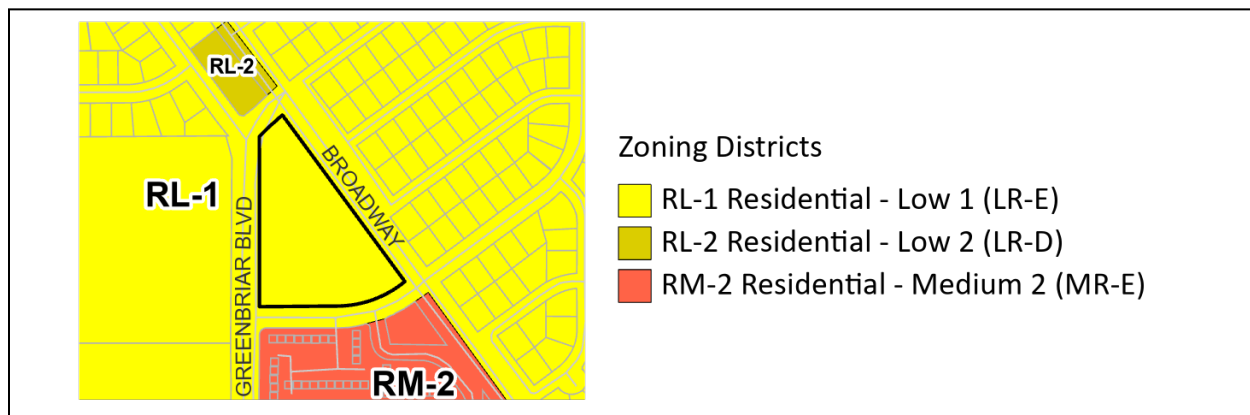 RL-2
RL-1
BROADWAY
GREENBRIAR BLVD
RM-2
Zoning Districts
RL-1 Residential - Low 1 (LR-E)
RL-2 Residential - Low 2 (LR-D)
RM-2 Residential - Medium 2 (MR-E)